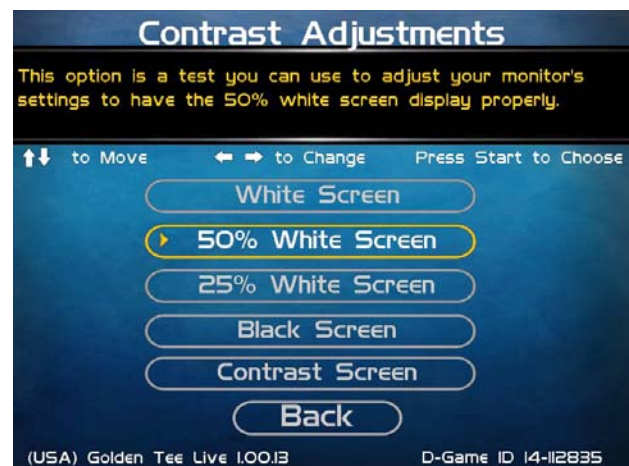 Contrast Adjustments
This option is a test you can use to adjust your monitor's
settings to have the 50% white screen display properly.
to Move to Change Press Start to Choose
White Screen
50% White Screen
25% White Screen
Black Screen
Contrast Screen
Back
(USA) Golden Tee Live 1.00.13 D-Game ID 14-112835